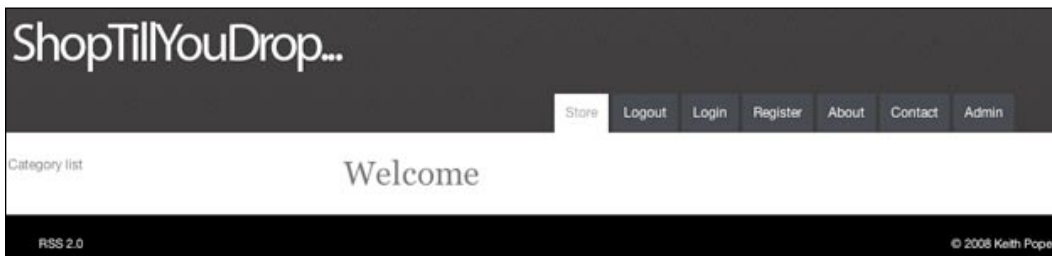 ShopTillYouDrop...
Store Logout Login Register About Contact Admin
Category list
Welcome
RSS 2.0
© 2008 Keith Pope